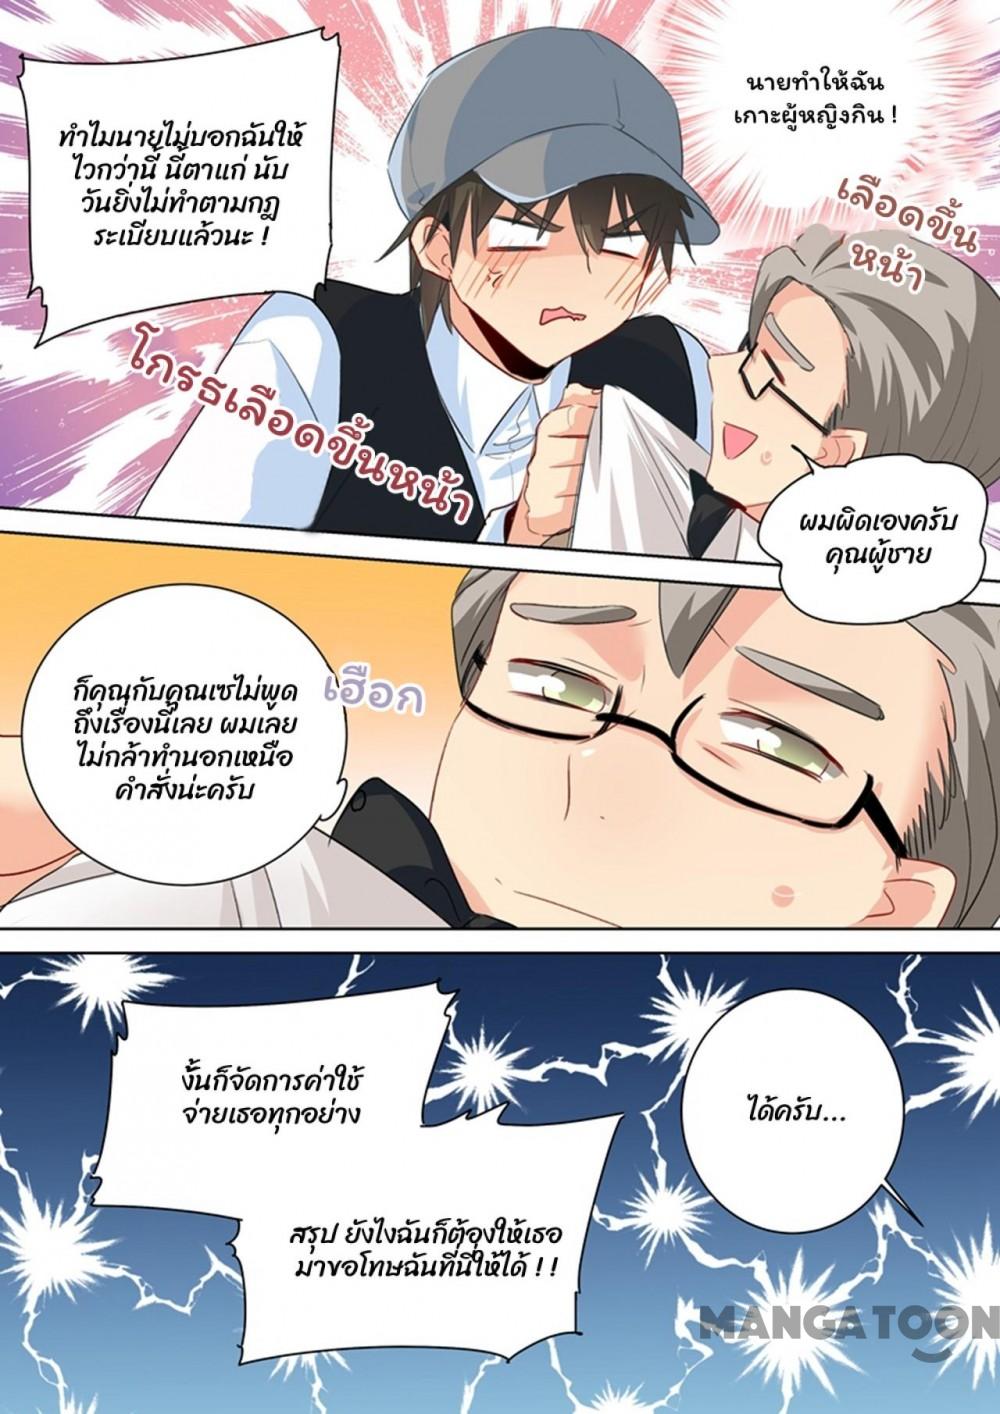 ทำไมนายไม่บอกฉันให้
ไวกว่านี้ นี้ตาแก่ นับ
วันยิ่งไม่ทำตามกฎ
ระเบียบแล้วนะ !
นายทำให้ฉัน
เกาะผู้หญิงกิน !
เลือดขึ้น
หน้า
โกรธเลือดขึ้นหน้า
ผมผิดเองครับ
คุณผู้ชาย
ก็คุณกับคุณเซไม่พูด
ถึงเรื่องนี้เลย ผมเลย
ไม่กล้าทำนอกเหนือ
คำสั่งน่ะครับ
เฮือก
งั้นก็จัดการค่าใช้
จ่ายเธอทุกอย่าง
ได้ครับ...
สรุป ยังไงฉันก็ต้องให้เธอ
มาขอโทษฉันที่นี่ให้ได้ ! !
MANGATOON